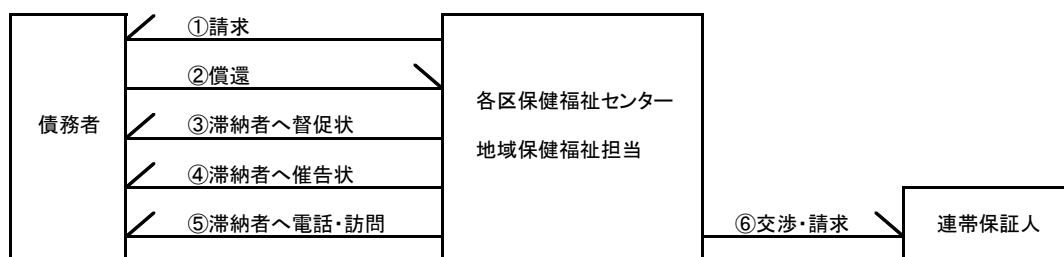 ①請求
②償還
債務者
③滞納者へ督促状
④滞納者へ催告状
⑤滞納者へ電話・訪問
各区保健福祉センター
地域保健福祉担当
⑥交渉・請求
連帯保証人